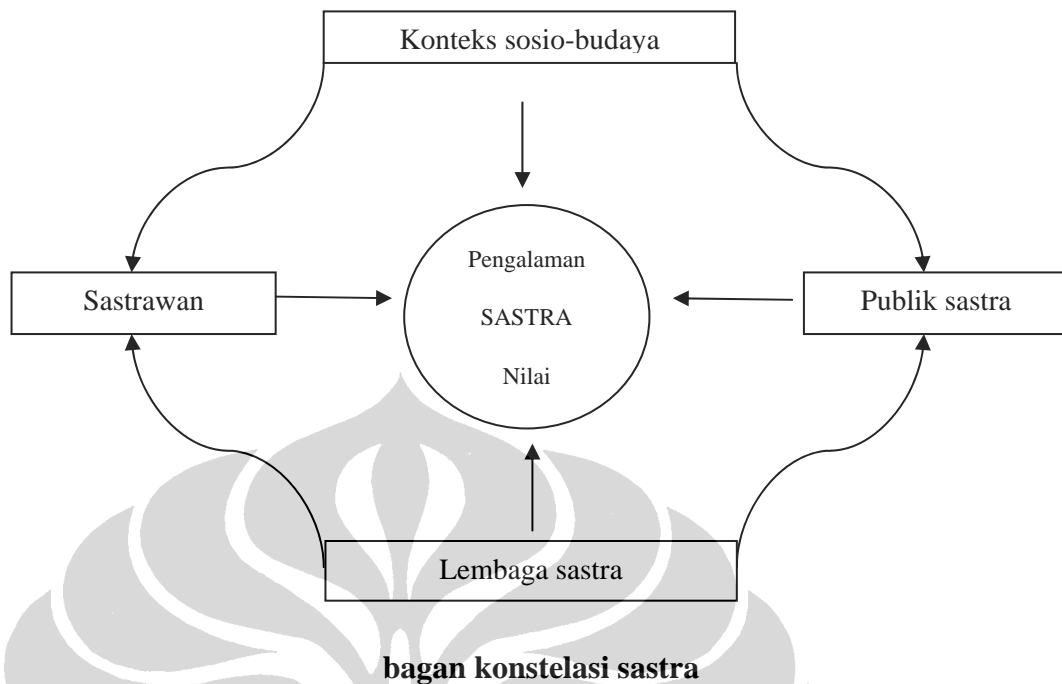 Konteks sosio-budaya
Pengalaman
Sastrawan
SASTRA
Publik sastra
Nilai
Lembaga sastra
bagan konstelasi sastra